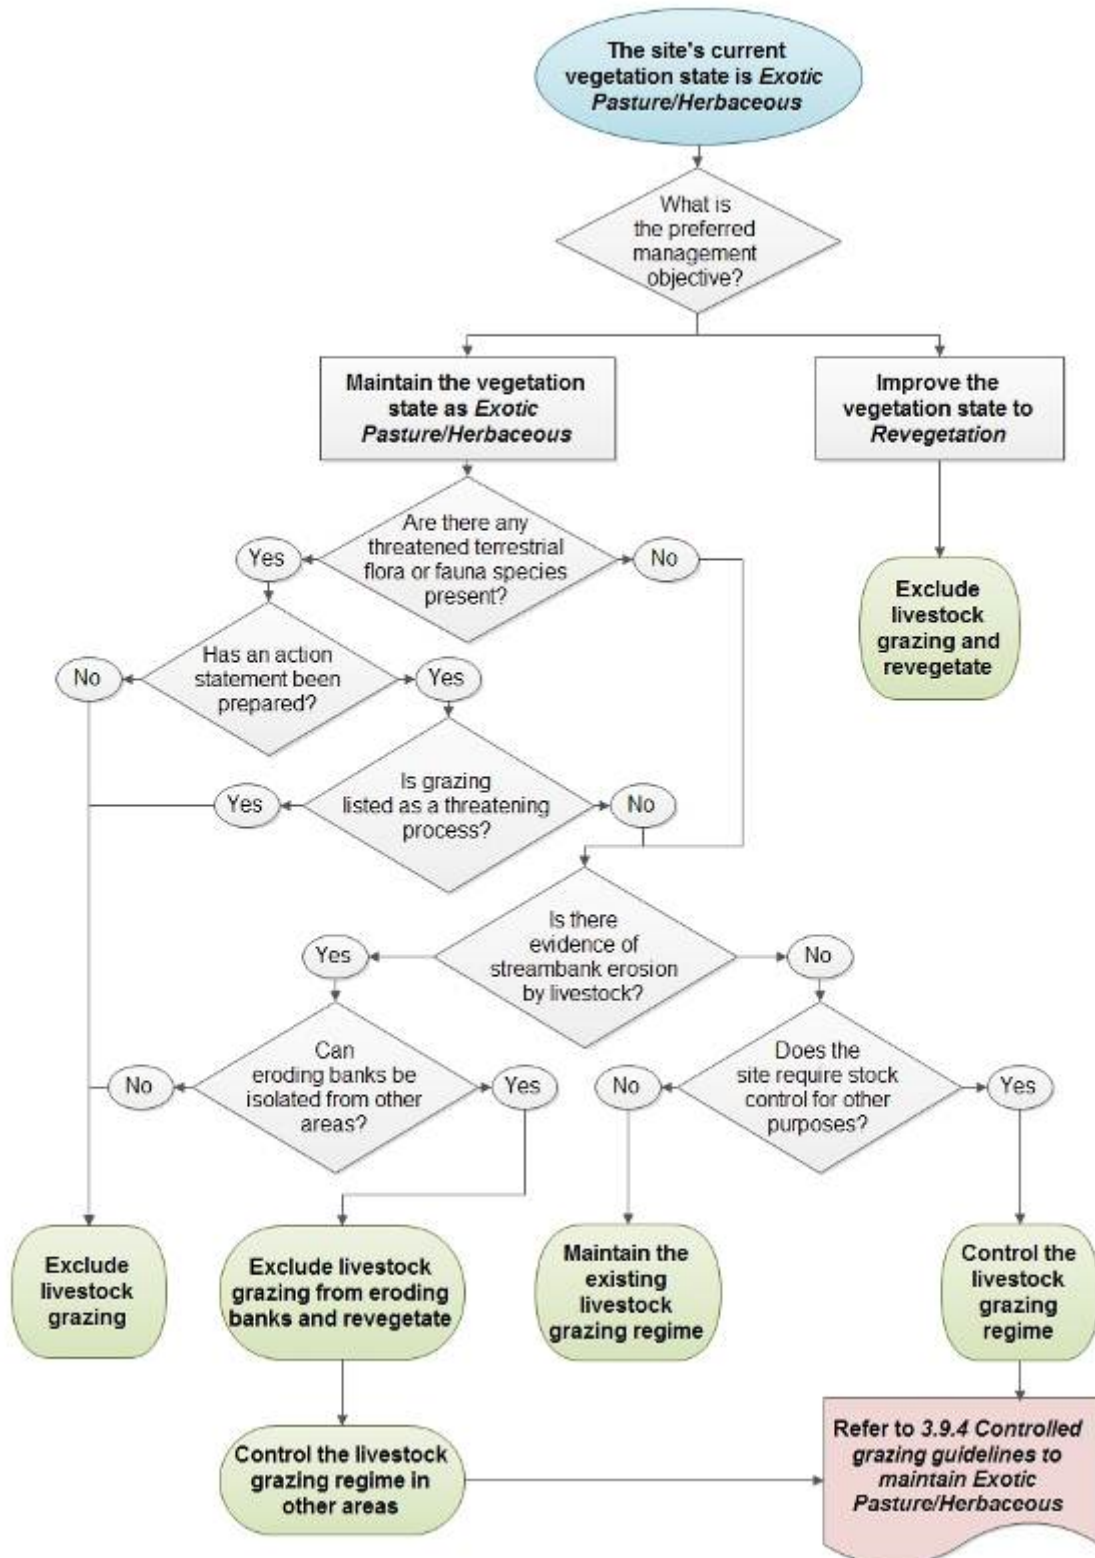 The site's current
vegetation state is Exotic
Pasture/Herbaceous
What is
the preferred
management
objective?
Maintain the vegetation
state as Exotic
Pasture/Herbaceous
Improve the
vegetation state to
Revegetation
Are there any
threatened terrestrial
flora or fauna species
present?
Yes
No
Exclude
livestock
grazing and
revegetate
Has an action
statement been
prepared?
No
Yes
Is grazing
listed as a threatening
process?
Yes
No
Is there
evidence of
streambank erosion
by livestock?
Yes
No
Can
eroding banks be
isolated from other
areas?
No
Yes
Does the
site require stock
control for other
purposes?
No
Yes
Exclude
livestock
grazing
Exclude livestock
grazing from eroding
banks and revegetate
Maintain the
existing
livestock
grazing regime
Control the
livestock
grazing
regime
Control the livestock
grazing regime in
other areas
Refer to 3.9.4 Controlled
grazing guidelines to
maintain Exotic
Pasture/Herbaceous